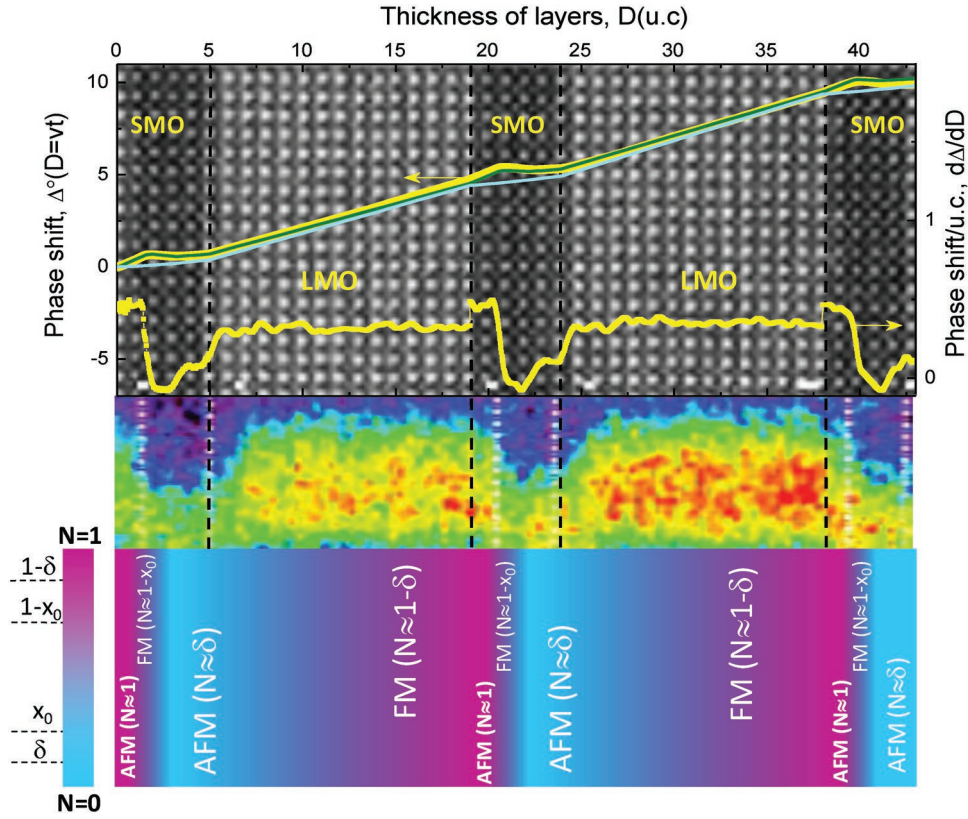 Thickness of layers, D(u.c)
0 5 10 15 20 25 30 35 40
Phase shift, Δ°(D=vt)
10
5
0
-5
SMO
SMO
SMO
LMO
LMO
Phase shift/u.c., dΔ/dD
1
0
N=1
1-δ
1-x₀
x₀
δ
N=0
AFM (N≈1)
FM (N≈1-x₀)
AFM (N≈δ)
FM (N≈1-δ)
AFM (N≈1)
FM (N≈1-x₀)
AFM (N≈δ)
FM (N≈1-δ)
AFM (N≈1)
FM (N≈1-x₀)
AFM (N≈δ)